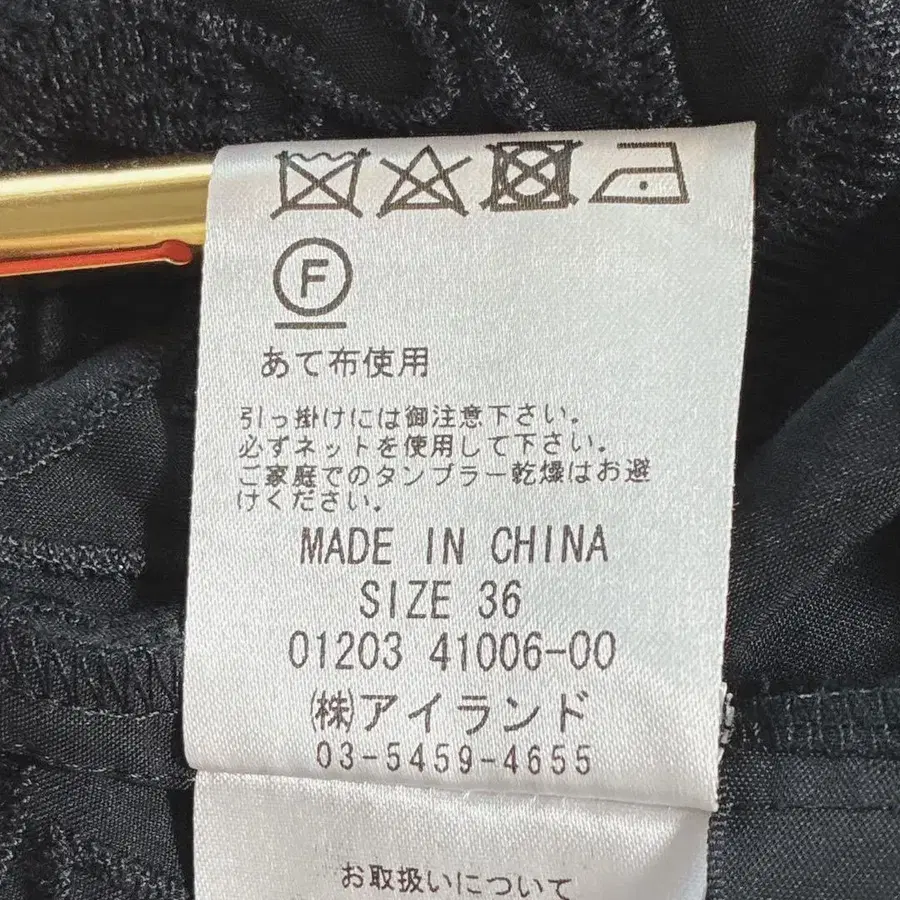 F
あて布使用
引っ掛けには御注意下さい。
必ずネットを使用して下さい。
ご家庭でのタンブラー乾燥はお避
けください。
MADE IN CHINA
SIZE 36
01203 41006-00
㈱アイランド
03-5459-4655
お取扱いについて